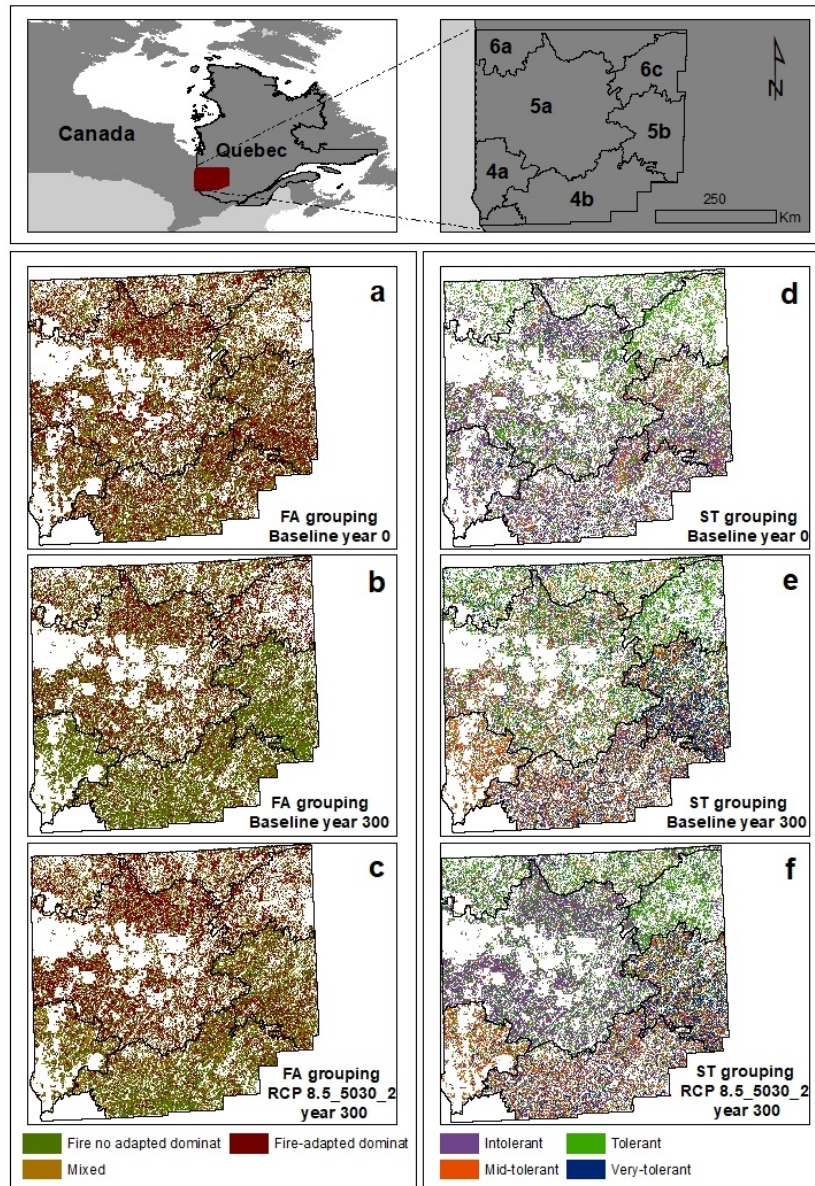 Canada
Quebec
6a
6c
5a
5b
4a
4b
N
250
Km
a
FA grouping
Baseline year 0
b
FA grouping
Baseline year 300
c
FA grouping
RCP 8.5_5030_2
year 300
Fire no adapted dominat
Fire-adapted dominat
Mixed
d
ST grouping
Baseline year 0
e
ST grouping
Baseline year 300
f
ST grouping
RCP 8.5_5030_2
year 300
Intolerant
Tolerant
Mid-tolerant
Very-tolerant